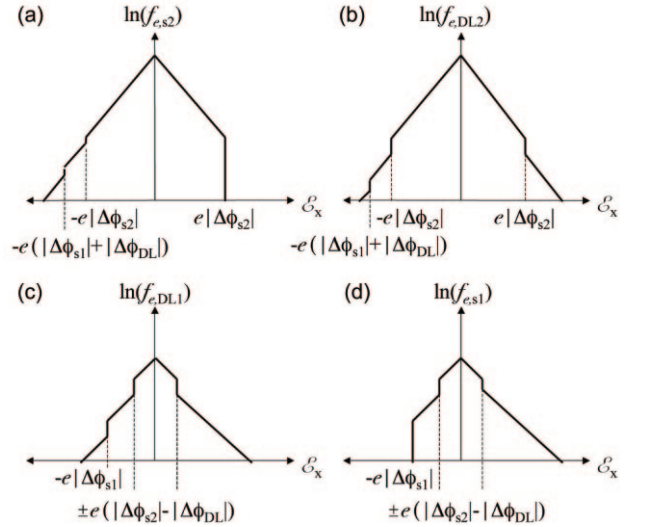 (a) ln(f_e,s2) (b) ln(f_e,DL2)
-e|Δϕ_s2| e|Δϕ_s2| ℰ_x -e|Δϕ_s2| e|Δϕ_s2| ℰ_x
-e(|Δϕ_s1|+|Δϕ_DL|) -e(|Δϕ_s1|+|Δϕ_DL|)
(c) ln(f_e,DL1) (d) ln(f_e,s1)
-e|Δϕ_s1| ℰ_x -e|Δϕ_s1| ℰ_x
±e(|Δϕ_s2|-|Δϕ_DL|) ±e(|Δϕ_s2|-|Δϕ_DL|)